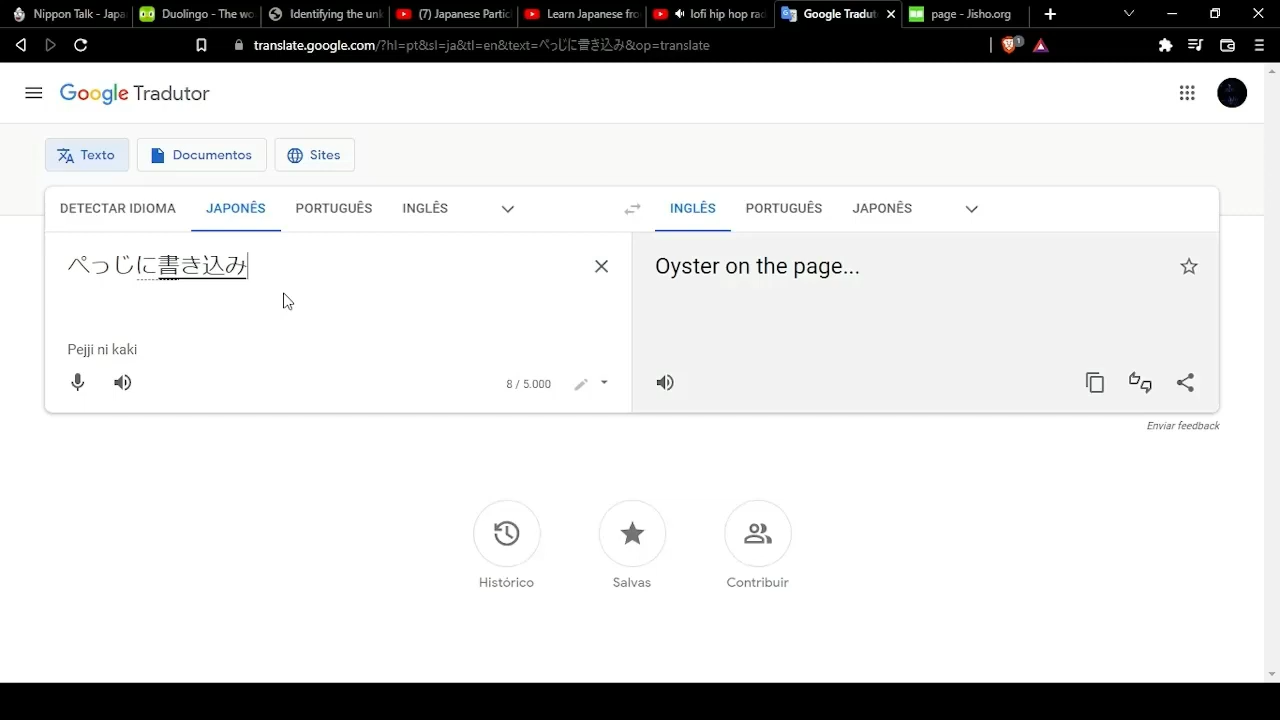 Nippon Talk - Japa
Duolingo - The wo
Identifying the unk
(7) Japanese Partic
Learn Japanese fro
lofi hip hop rad
Google Tradut
page - Jisho.org
translate.google.com/?hl=pt&sl=ja&tl=en&text=ぺっじに書き込み&op=translate
1
Google Tradutor
Texto
Documentos
Sites
DETECTAR IDIOMA
JAPONÊS
PORTUGUÊS
INGLÊS
INGLÊS
PORTUGUÊS
JAPONÊS
ぺっじに書き込み
Oyster on the page...
Pejji ni kaki
8 / 5.000
Enviar feedback
Histórico
Salvas
Contribuir